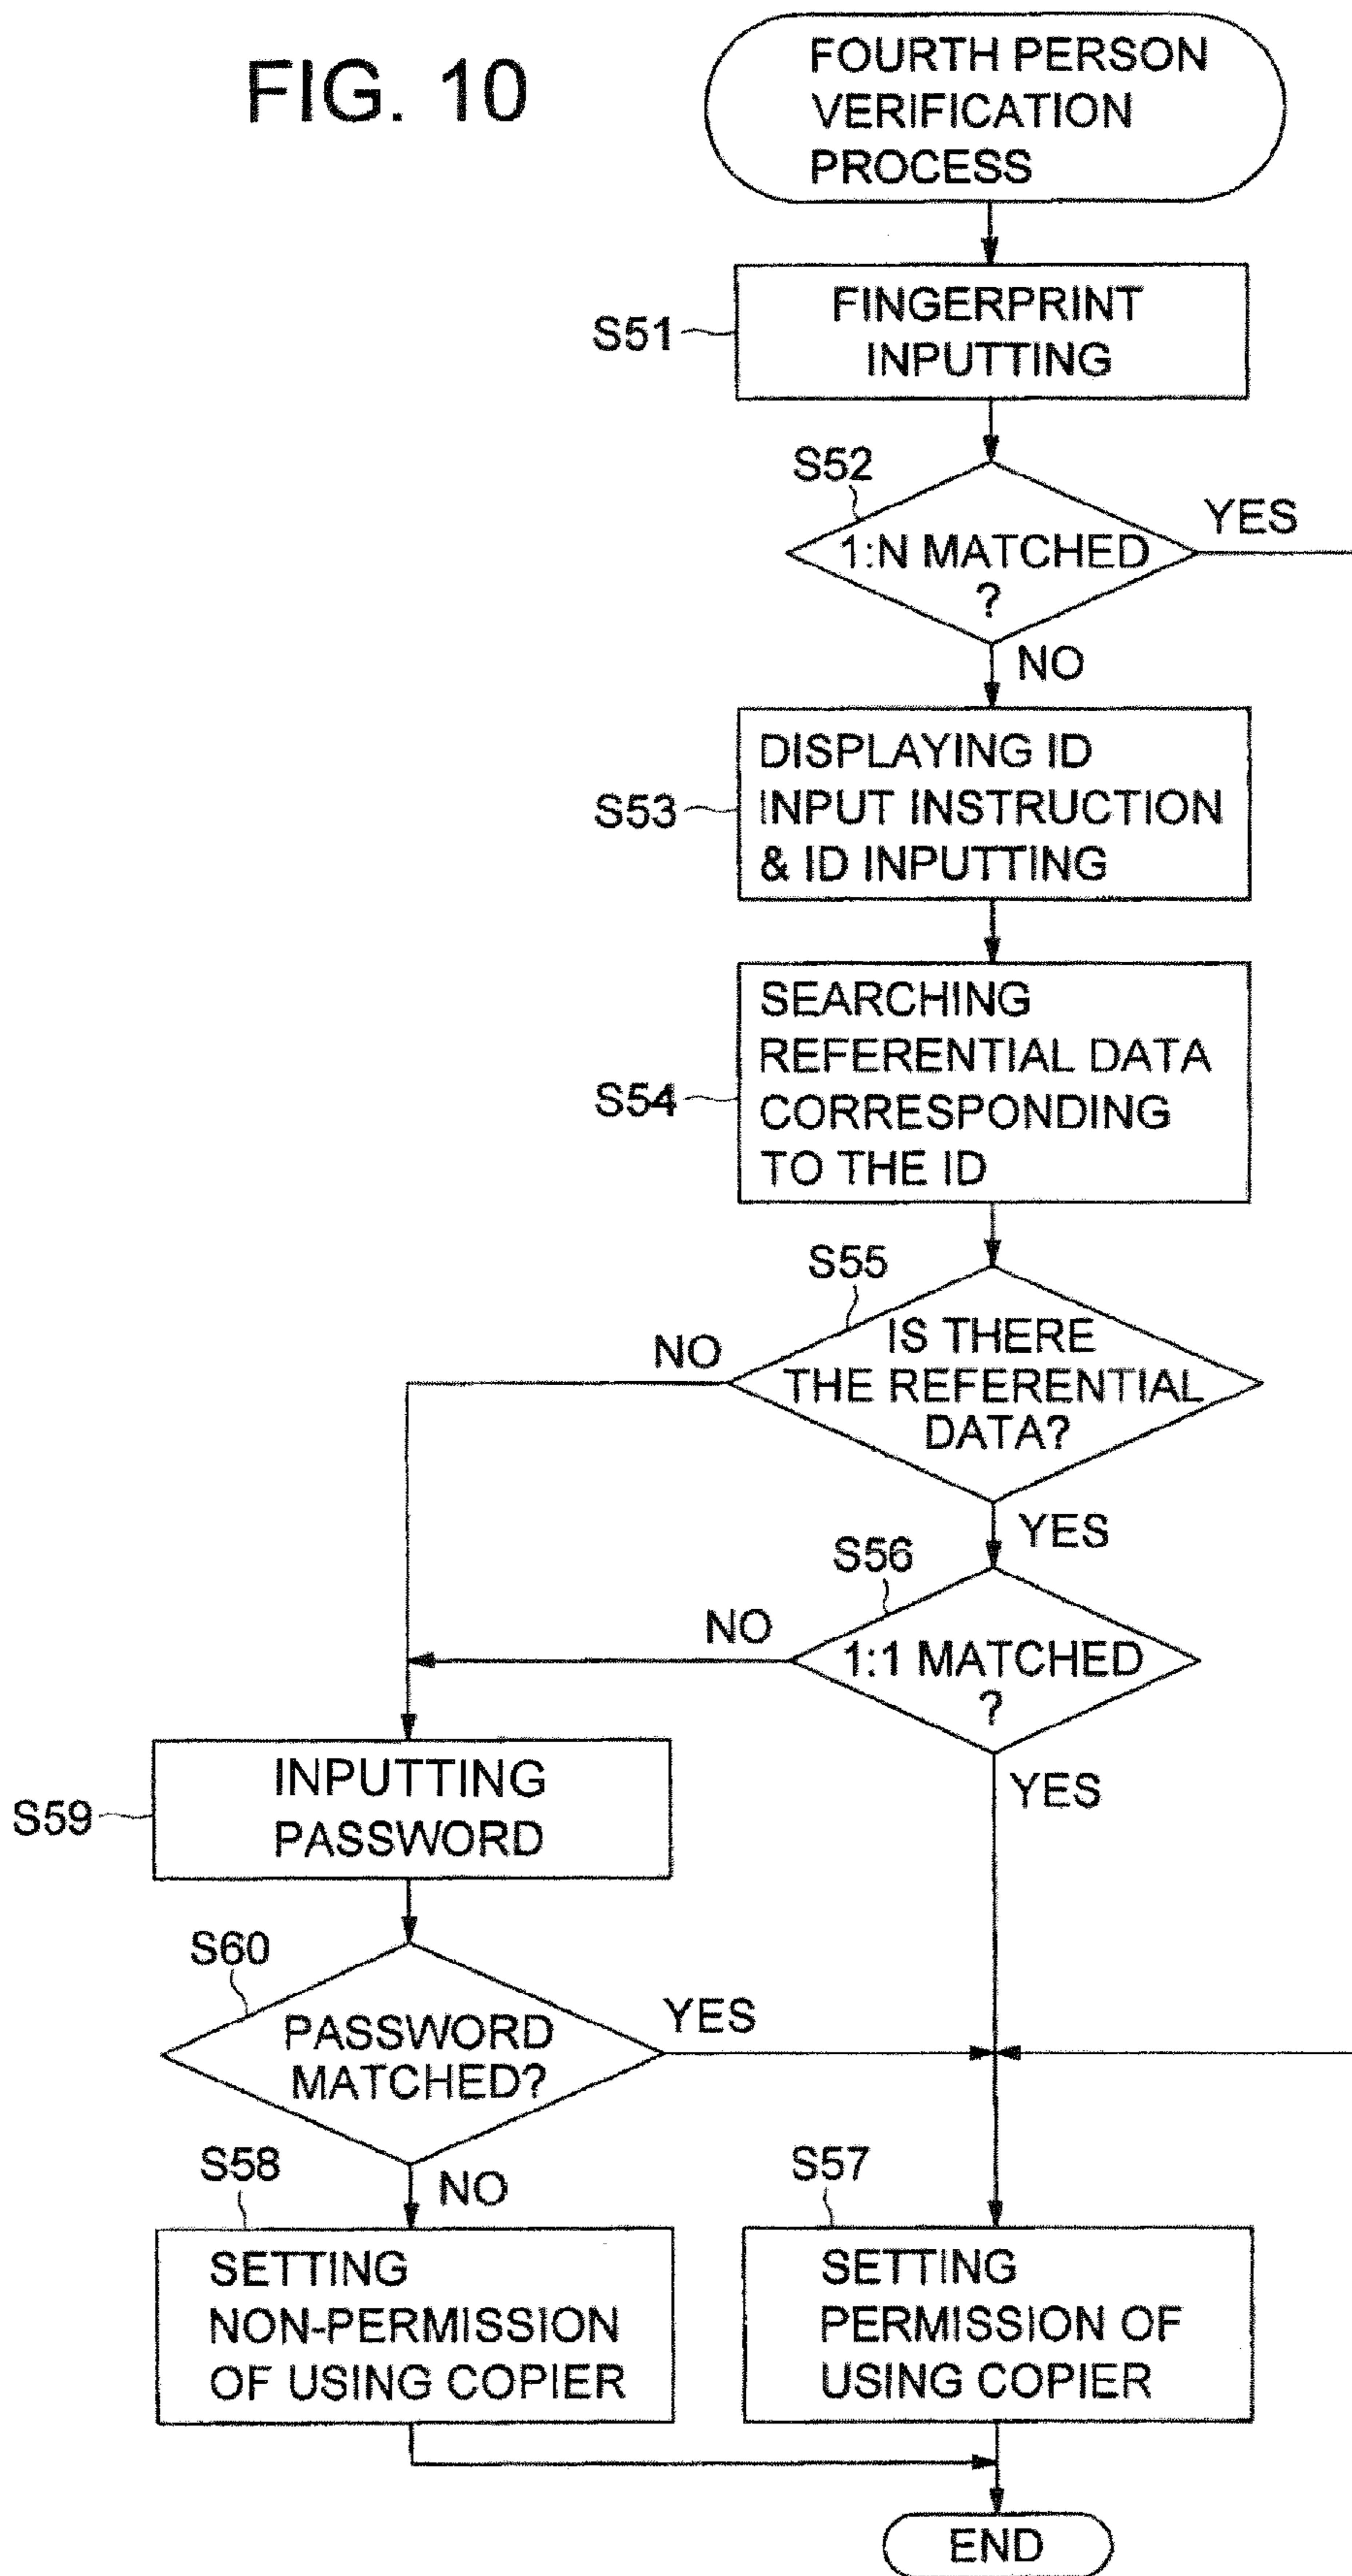 FIG. 10
FOURTH PERSON
VERIFICATION
PROCESS
S51
FINGERPRINT
INPUTTING
S52
1:N MATCHED
?
YES
NO
S53
DISPLAYING ID
INPUT INSTRUCTION
& ID INPUTTING
S54
SEARCHING
REFERENTIAL DATA
CORRESPONDING
TO THE ID
S55
IS THERE
THE REFERENTIAL
DATA?
NO
YES
S56
1:1 MATCHED
?
NO
YES
S59
INPUTTING
PASSWORD
S60
PASSWORD
MATCHED?
YES
NO
S58
SETTING
NON-PERMISSION
OF USING COPIER
S57
SETTING
PERMISSION OF
USING COPIER
END